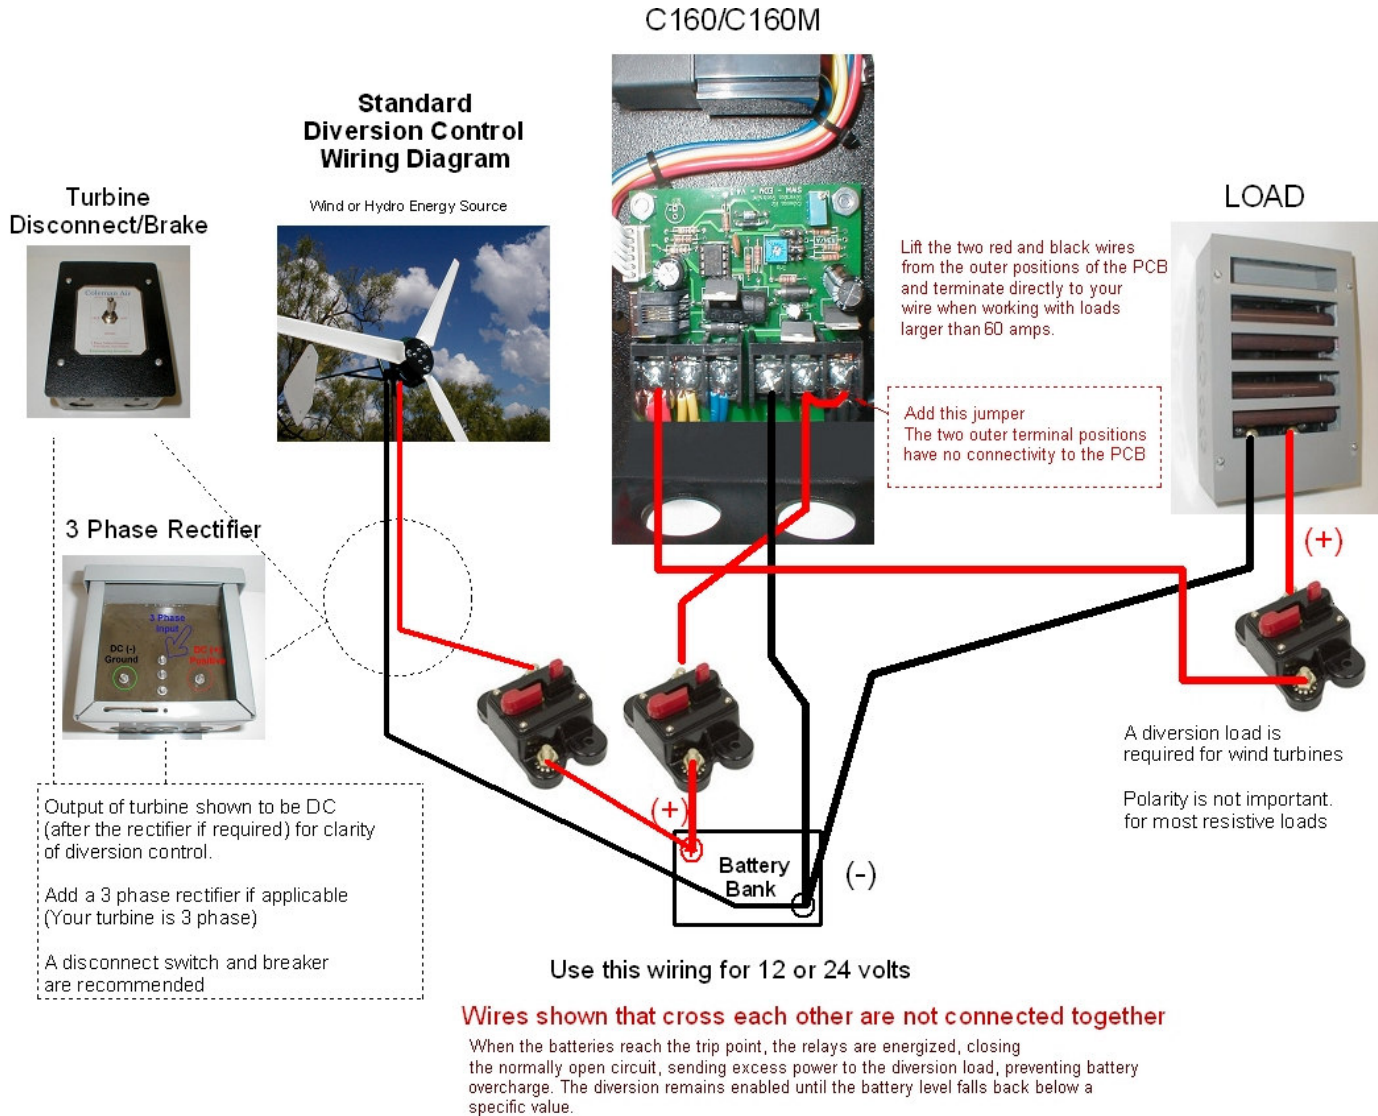 C160/C160M
Standard
Diversion Control
Wiring Diagram
Wind or Hydro Energy Source
Turbine
Disconnect/Brake
Coleman Air
LOAD
Lift the two red and black wires
from the outer positions of the PCB
and terminate directly to your
wire when working with loads
larger than 60 amps.
Add this jumper
The two outer terminal positions
have no connectivity to the PCB
3 Phase Rectifier
3 Phase
Input
DC (-)
Ground
DC (+)
Positive
(+)
A diversion load is
required for wind turbines
Polarity is not important.
for most resistive loads
Output of turbine shown to be DC
(after the rectifier if required) for clarity
of diversion control.
Add a 3 phase rectifier if applicable
(Your turbine is 3 phase)
A disconnect switch and breaker
are recommended
(+)
Battery
Bank
(-)
Use this wiring for 12 or 24 volts
Wires shown that cross each other are not connected together
When the batteries reach the trip point, the relays are energized, closing
the normally open circuit, sending excess power to the diversion load, preventing battery
overcharge. The diversion remains enabled until the battery level falls back below a
specific value.